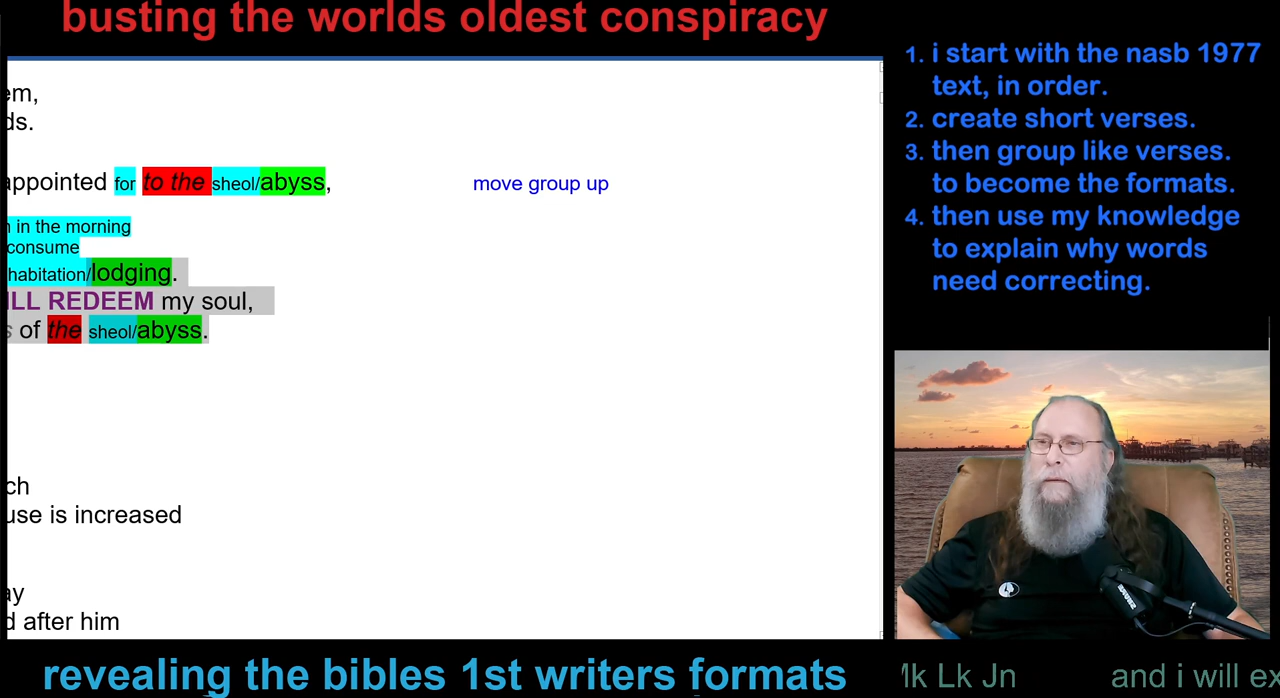 busting the worlds oldest conspiracy
em,
ds.
appointed for to the sheol/abyss,
move group up
in the morning
consume
habitation/lodging.
ILL REDEEM my soul,
s of the sheol/abyss.
ch
use is increased
ay
d after him
revealing the bibles 1st writers formats
1. i start with the nasb 1977
text, in order.
2. create short verses.
3. then group like verses.
to become the formats.
4. then use my knowledge
to explain why words
need correcting.
Mk Lk Jn and i will ex